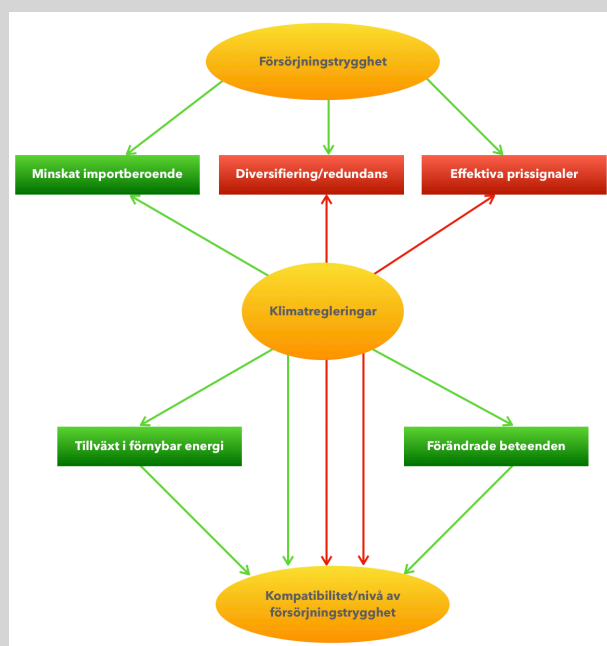 Försörjningstrygghet
Minskat importberoende
Diversifiering/redundans
Effektiva prissignaler
Klimatregleringar
Tillväxt i förnybar energi
Förändrade beteenden
Kompatibilitet/nivå av
försörjningstrygghet